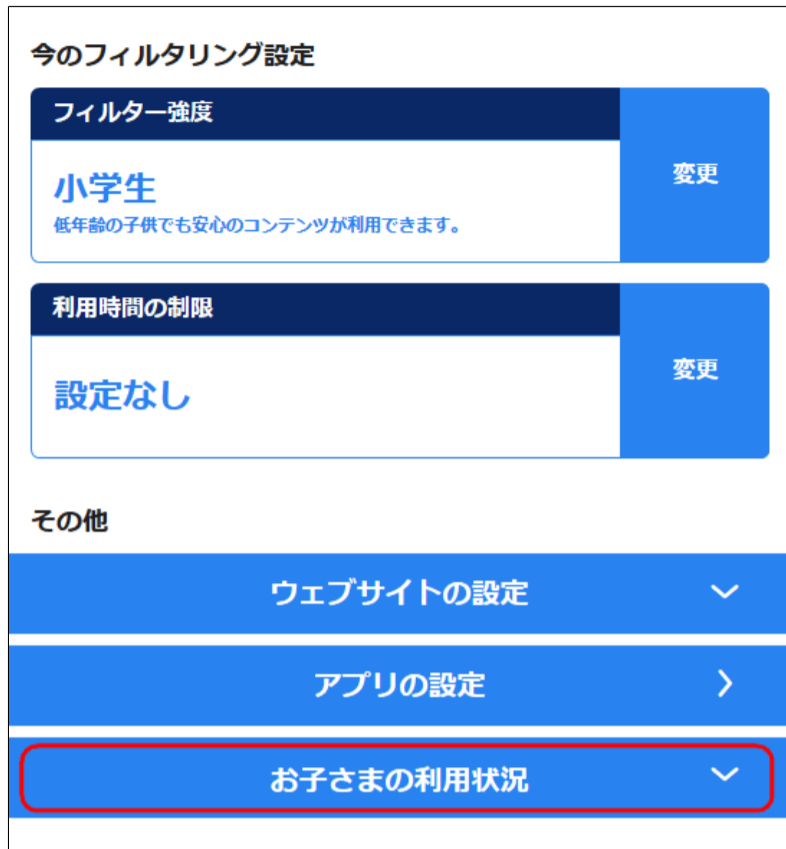 今のフィルタリング設定
フィルター強度
変更
小学生
低年齢の子供でも安心のコンテンツが利用できます。
利用時間の制限
変更
設定なし
その他
ウェブサイトの設定
アプリの設定
お子さまの利用状況